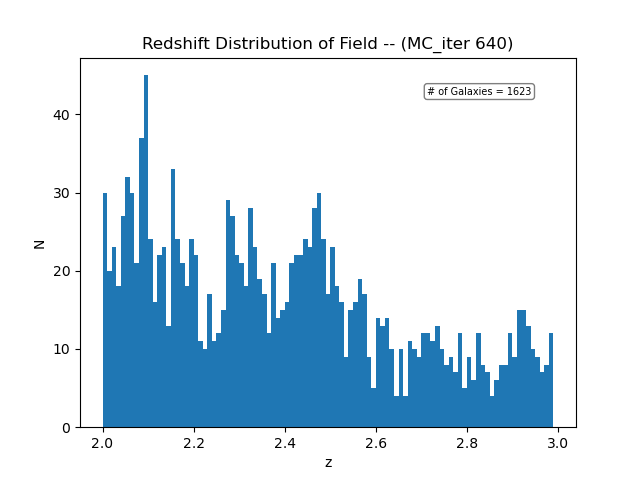 Redshift Distribution of Field -- (MC_iter 640)
# of Galaxies = 1623
N
40
30
20
10
0
2.0 2.2 2.4 2.6 2.8 3.0
z